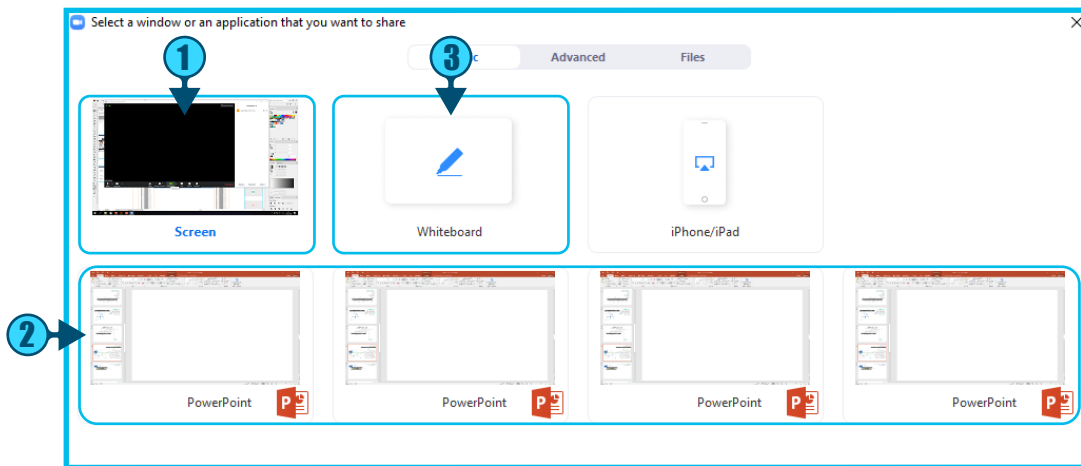 Select a window or an application that you want to share
1
3
Advanced
Files
Screen
Whiteboard
iPhone/iPad
2
PowerPoint
P
PowerPoint
P
PowerPoint
P
PowerPoint
P